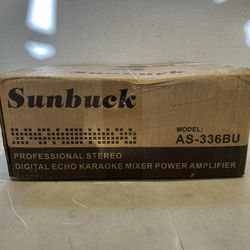 Sunbuck
MODEL:
AS-336BU
PROFESSIONAL STEREO
DIGITAL ECHO KARAOKE MIXER POWER AMPLIFIER